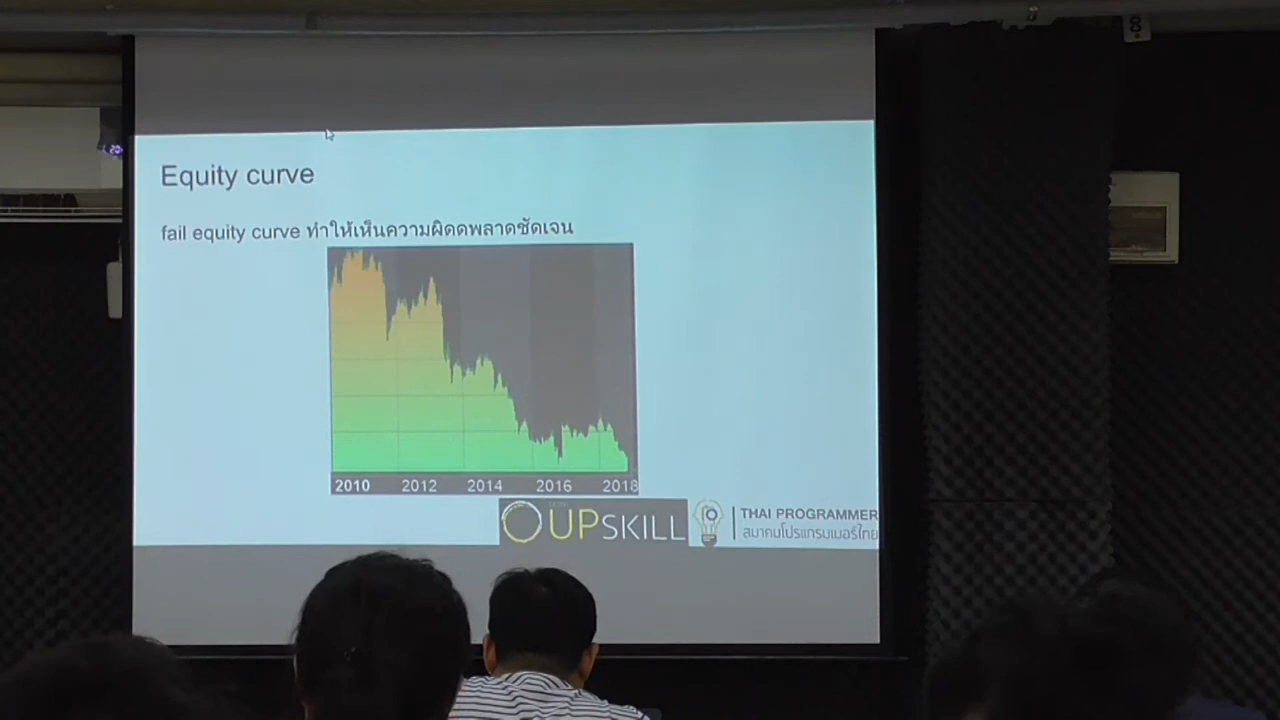 Equity curve
fail equity curve ทำให้เห็นความผิดดพลาดชัดเจน
2010 2012 2014 2016 2018
UPSKILL
THAI PROGRAMMER
สมาคมโปรแกรมเมอร์ไทย